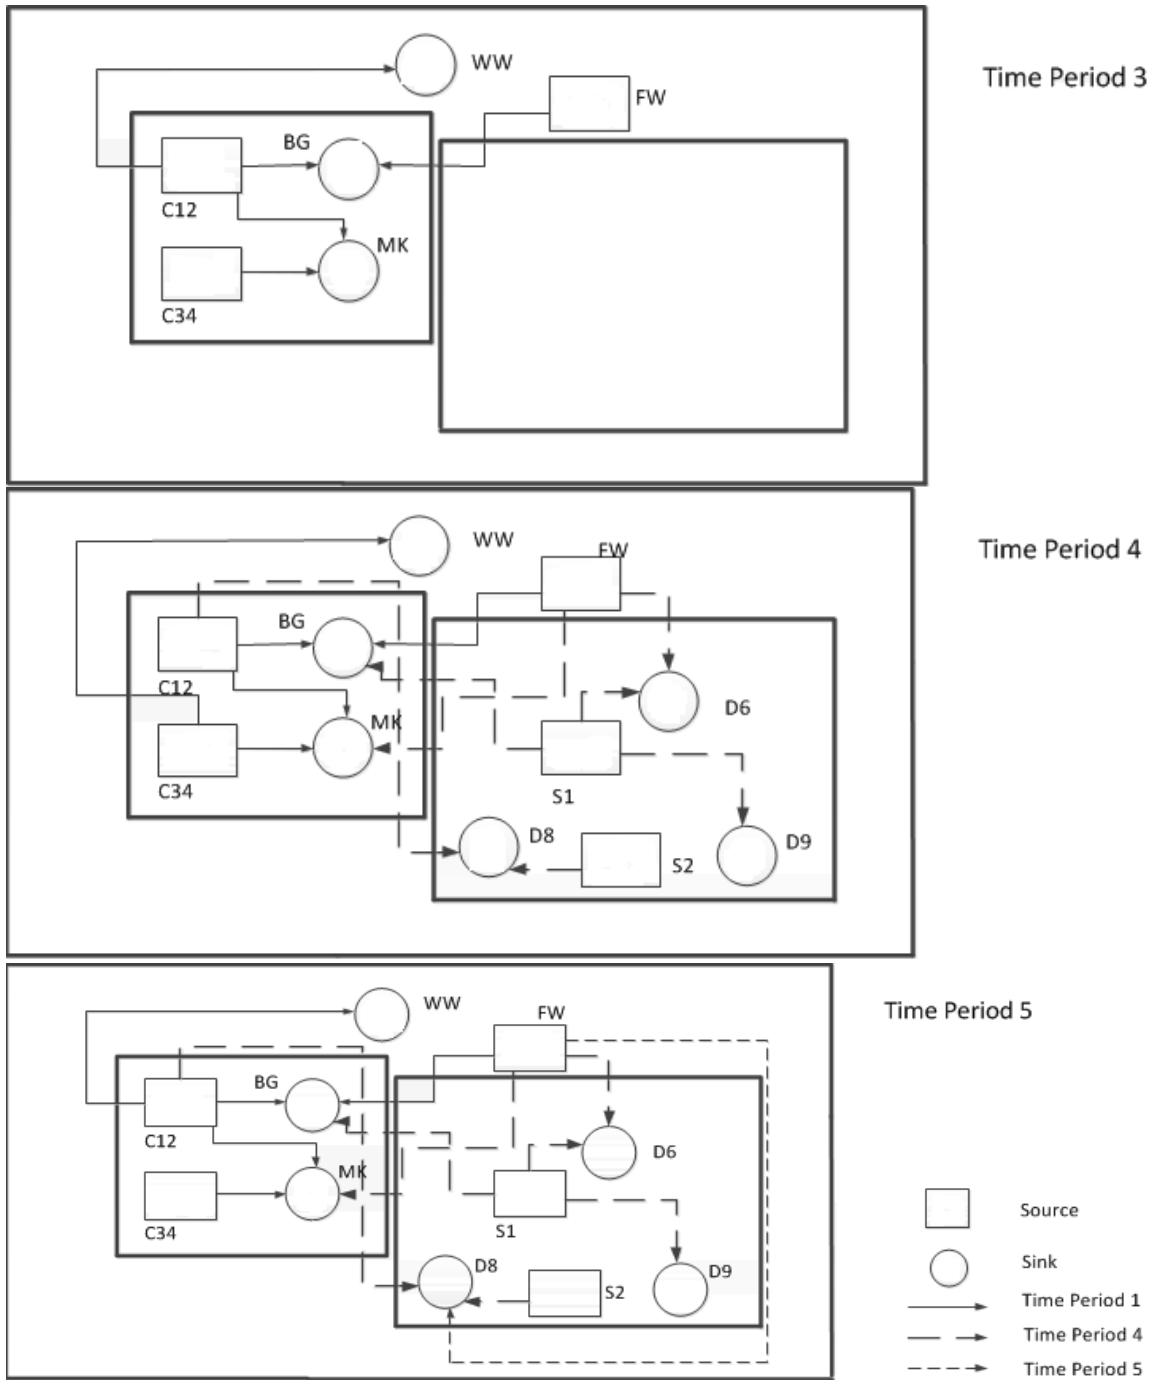 WW
Time Period 3
FW
BG
C12
MK
C34
WW
FW
Time Period 4
BG
C12
MK
D6
C34
S1
D8
D9
S2
WW
FW
Time Period 5
BG
C12
D6
MK
C34
S1
D8
D9
S2
Source
Sink
Time Period 1
Time Period 4
Time Period 5